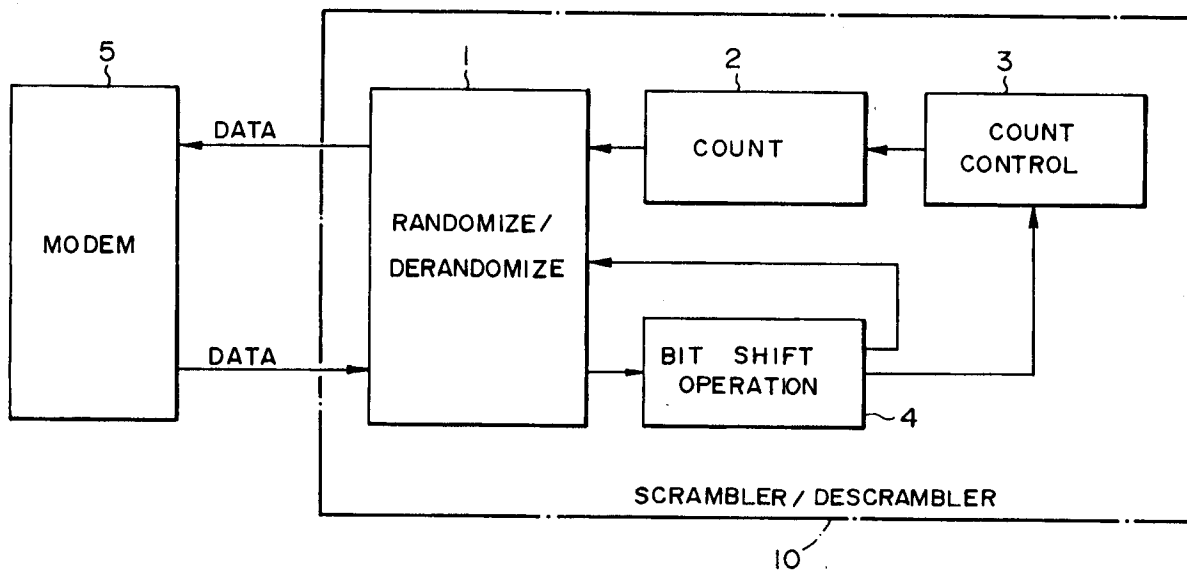 5
1
2
3
DATA
COUNT
COUNT
CONTROL
MODEM
RANDOMIZE/
DERANDOMIZE
DATA
BIT SHIFT
OPERATION
4
SCRAMBLER / DESCRAMBLER
10